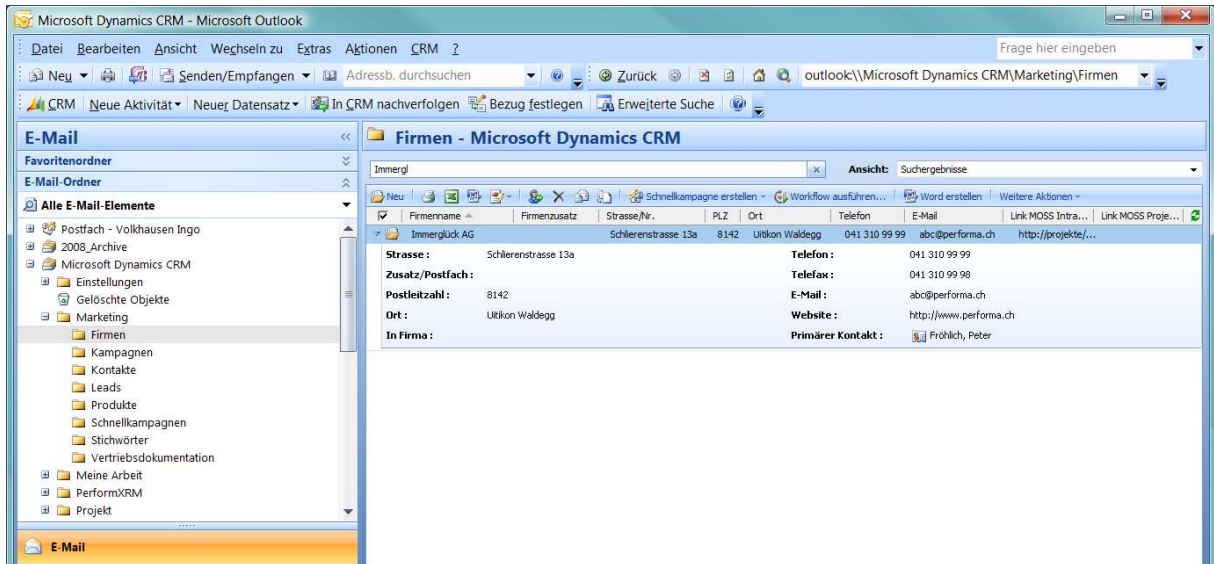 Microsoft Dynamics CRM - Microsoft Outlook
Datei Bearbeiten Ansicht Wechseln zu Extras Aktionen CRM ?
Frage hier eingeben
Neu Senden/Empfangen Adressb. durchsuchen Zurück outlook:\\Microsoft Dynamics CRM\Marketing\Firmen
CRM Neue Aktivität Neuer Datensatz In CRM nachverfolgen Bezug festlegen Erweiterte Suche
E-Mail
Favoritenordner
E-Mail-Ordner
Alle E-Mail-Elemente
Postfach - Volkhausen Ingo
2008_Archive
Microsoft Dynamics CRM
Einstellungen
Gelöschte Objekte
Marketing
Firmen
Kampagnen
Kontakte
Leads
Produkte
Schnellkampagnen
Stichwörter
Vertriebsdokumentation
Meine Arbeit
PerformXRM
Projekt
E-Mail
Firmen - Microsoft Dynamics CRM
Immergl Ansicht: Suchergebnisse
Neu Schnellkampagne erstellen Workflow ausführen... Word erstellen Weitere Aktionen
Firmenname Firmenzusatz Strasse/Nr. PLZ Ort Telefon E-Mail Link MOSS Intra... Link MOSS Proje...
Immerglück AG Schlierenstrasse 13a 8142 Uitikon Waldegg 041 310 99 99 abc@performa.ch http://projekte/...
Strasse : Schlierenstrasse 13a Telefon : 041 310 99 99
Zusatz/Postfach : Telefax : 041 310 99 98
Postleitzahl : 8142 E-Mail : abc@performa.ch
Ort : Uitikon Waldegg Website : http://www.performa.ch
In Firma : Primärer Kontakt : Fröhlich, Peter